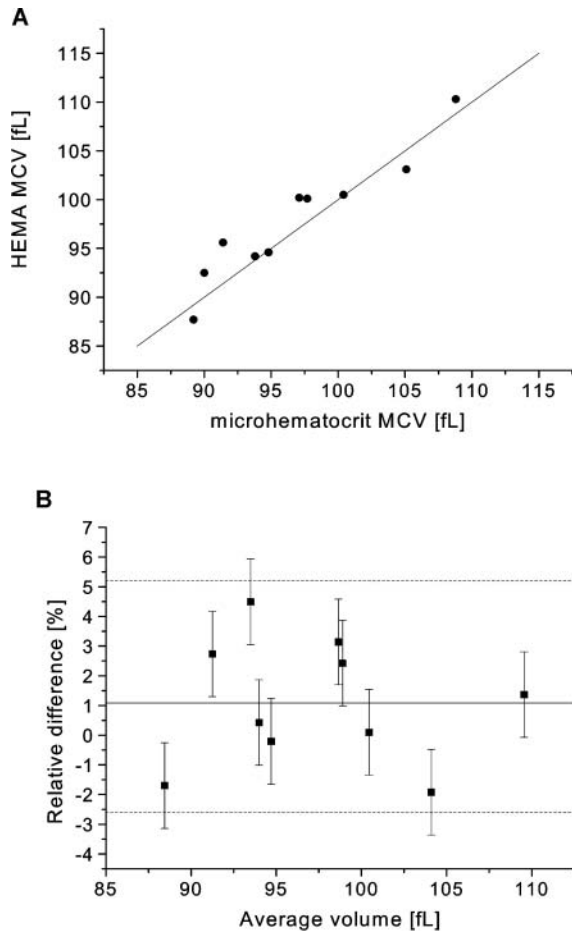 A
HEMA MCV [fL]
115
110
105
100
95
90
85
85 90 95 100 105 110 115
microhematocrit MCV [fL]
B
Relative difference [%]
7
6
5
4
3
2
1
0
-1
-2
-3
-4
85 90 95 100 105 110
Average volume [fL]